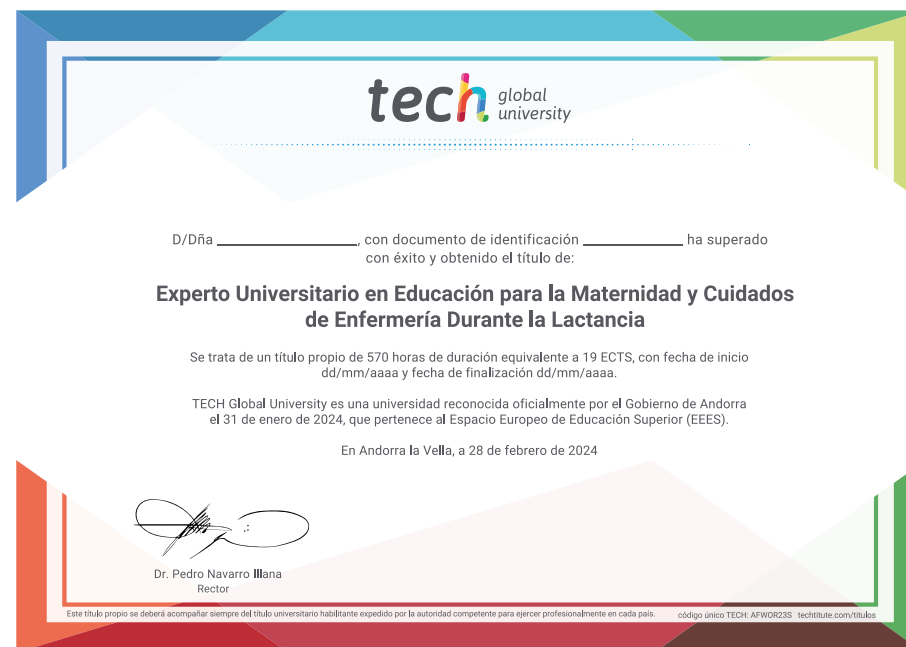 tech global university
D/Dña ____________________, con documento de identificación ______________ ha superado
con éxito y obtenido el título de:
Experto Universitario en Educación para la Maternidad y Cuidados
de Enfermería Durante la Lactancia
Se trata de un título propio de 570 horas de duración equivalente a 19 ECTS, con fecha de inicio
dd/mm/aaaa y fecha de finalización dd/mm/aaaa.
TECH Global University es una universidad reconocida oficialmente por el Gobierno de Andorra
el 31 de enero de 2024, que pertenece al Espacio Europeo de Educación Superior (EEES).
En Andorra la Vella, a 28 de febrero de 2024
Dr. Pedro Navarro Illana
Rector
Este título propio se deberá acompañar siempre del título universitario habilitante expedido por la autoridad competente para ejercer profesionalmente en cada país. código único TECH: AFWOR23S techtitute.com/titulos